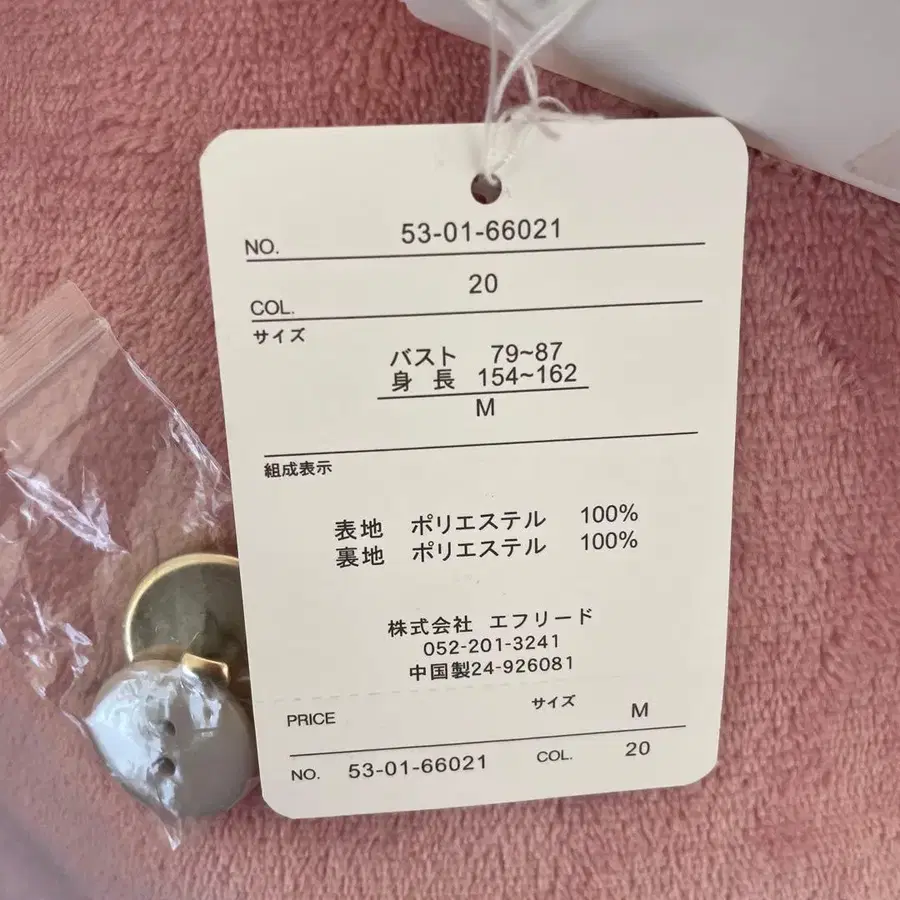 NO. 53-01-66021
COL. 20
サイズ
バスト 79~87
身 長 154~162
M
組成表示
表地 ポリエステル 100%
裏地 ポリエステル 100%
株式会社 エフリード
052-201-3241
中国製24-926081
PRICE サイズ M
NO. 53-01-66021 COL. 20